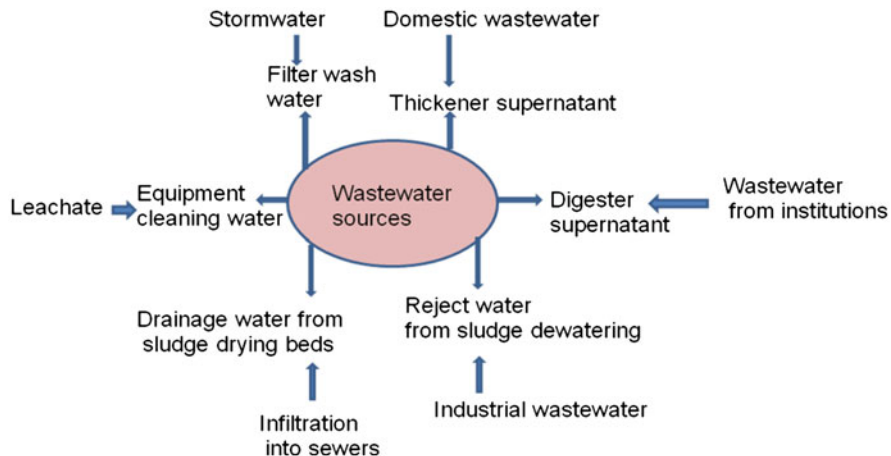 Stormwater
Domestic wastewater
Filter wash
water
Thickener supernatant
Leachate
Equipment
cleaning water
Wastewater
sources
Digester
supernatant
Wastewater
from institutions
Drainage water from
sludge drying beds
Reject water
from sludge dewatering
Infiltration
into sewers
Industrial wastewater